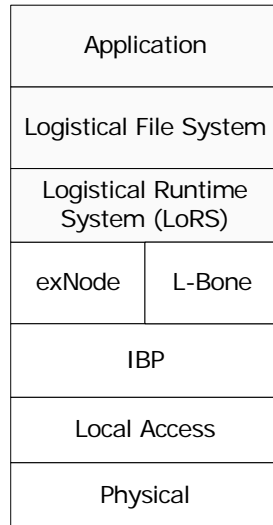 Application
Logistical File System
Logistical Runtime
System (LoRS)
exNode
L-Bone
IBP
Local Access
Physical